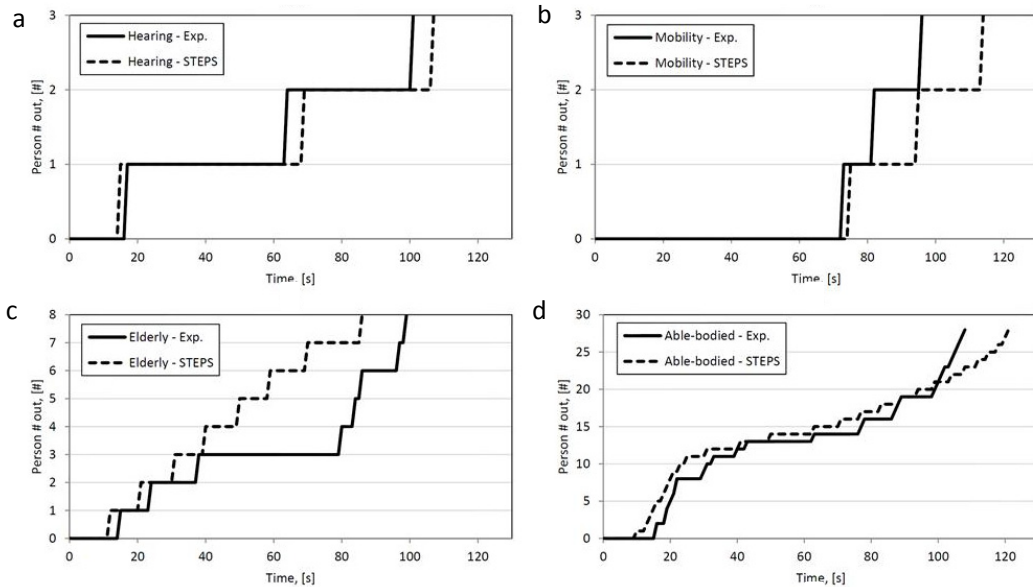 a
3
2
1
0
Person # out, [#]
Hearing - Exp.
Hearing - STEPS
0 20 40 60 80 100 120
Time, [s]
b
3
2
1
0
Person # out, [#]
Mobility - Exp.
Mobility - STEPS
0 20 40 60 80 100 120
Time, [s]
c
8
7
6
5
4
3
2
1
0
Person # out, [#]
Elderly - Exp.
Elderly - STEPS
0 20 40 60 80 100 120
Time, [s]
d
30
25
20
15
10
5
0
Person # out, [#]
Able-bodied - Exp.
Able-bodied - STEPS
0 20 40 60 80 100 120
Time, [s]